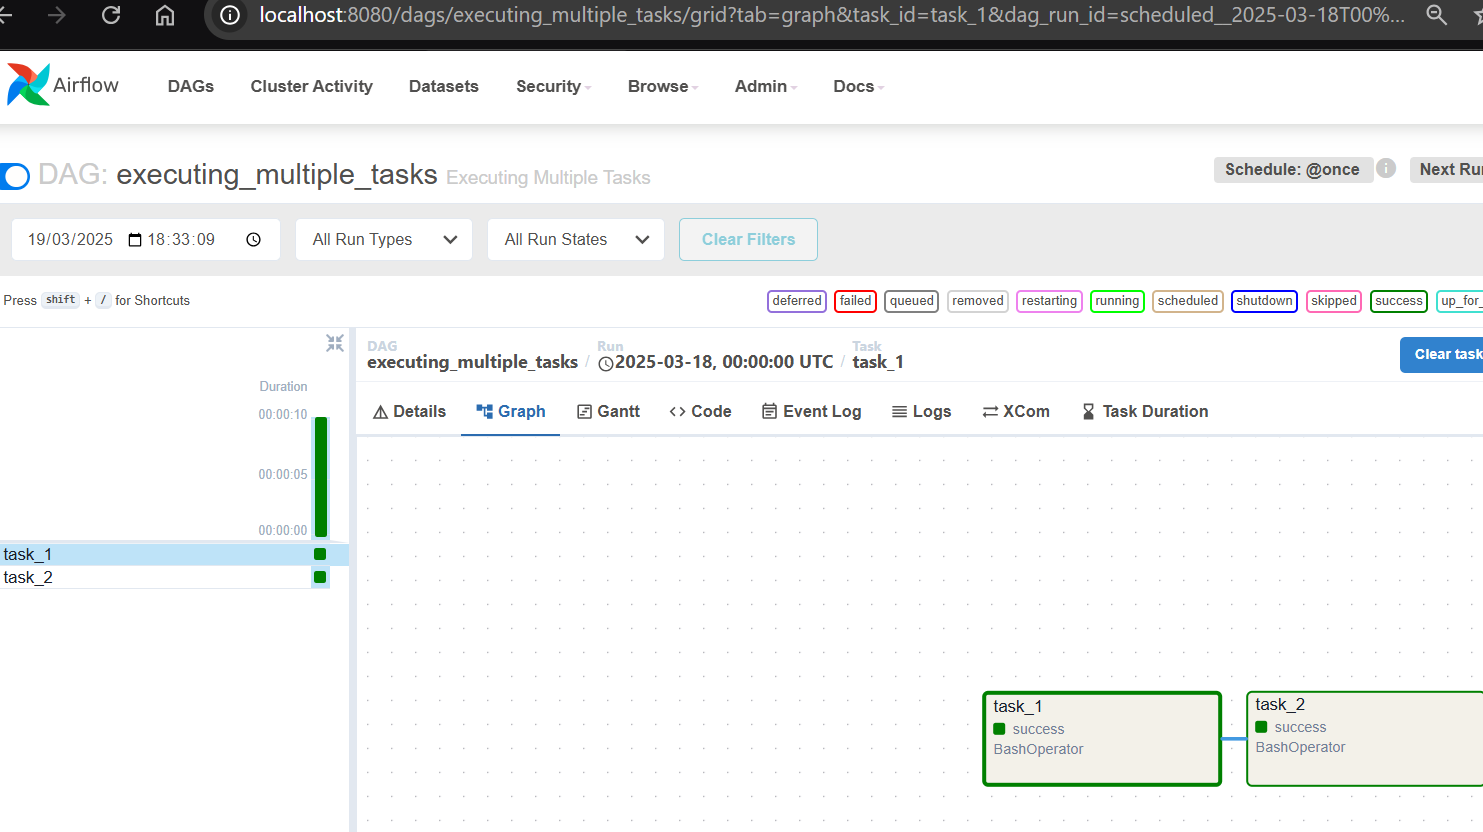 localhost:8080/dags/executing_multiple_tasks/grid?tab=graph&task_id=task_1&dag_run_id=scheduled__2025-03-18T00%...
Airflow DAGs Cluster Activity Datasets Security Browse Admin Docs
DAG: executing_multiple_tasks Executing Multiple Tasks Schedule: @once Next Ru
19/03/2025 18:33:09 All Run Types All Run States Clear Filters
Press shift + / for Shortcuts deferred failed queued removed restarting running scheduled shutdown skipped success up_for_
DAG Run Task
executing_multiple_tasks / 2025-03-18, 00:00:00 UTC / task_1 Clear task
Duration
Details Graph Gantt Code Event Log Logs XCom Task Duration
00:00:10
00:00:05
00:00:00
task_1
task_2
task_1
success
BashOperator
task_2
success
BashOperator